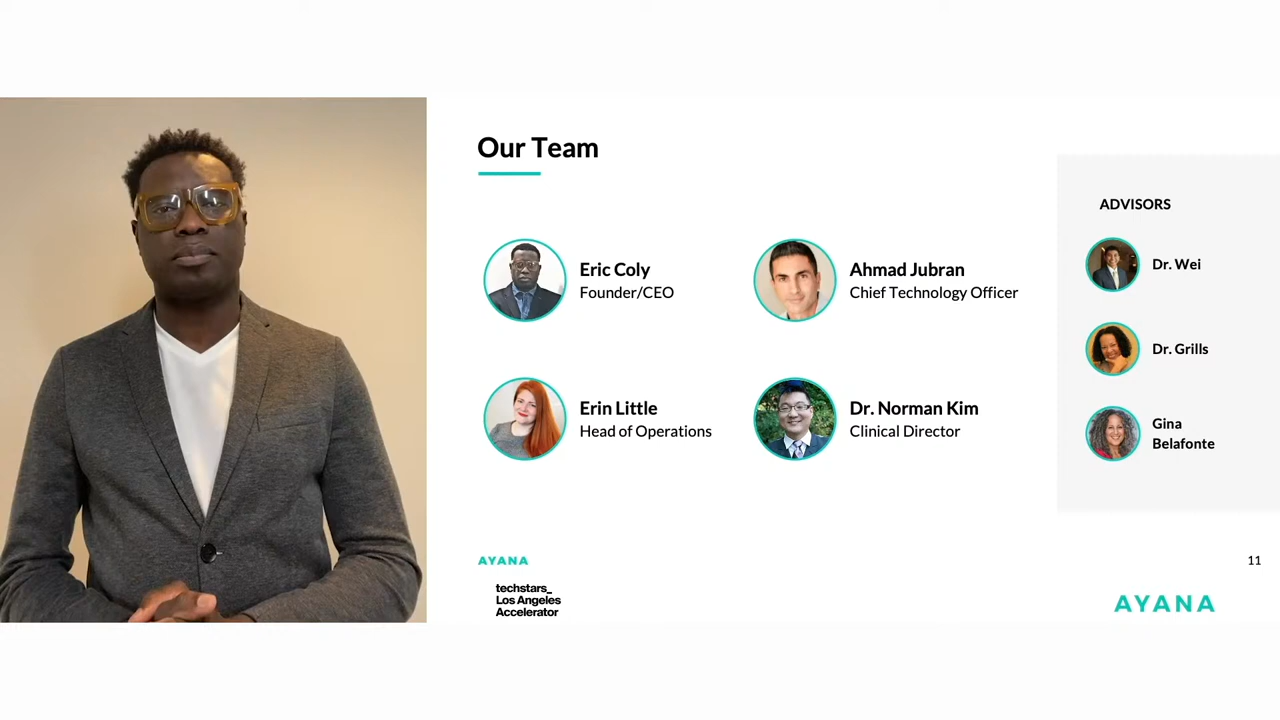 Our Team
Eric Coly
Founder/CEO
Ahmad Jubran
Chief Technology Officer
Erin Little
Head of Operations
Dr. Norman Kim
Clinical Director
ADVISORS
Dr. Wei
Dr. Grills
Gina
Belafonte
AYANA
11
techstars_
Los Angeles
Accelerator
AYANA